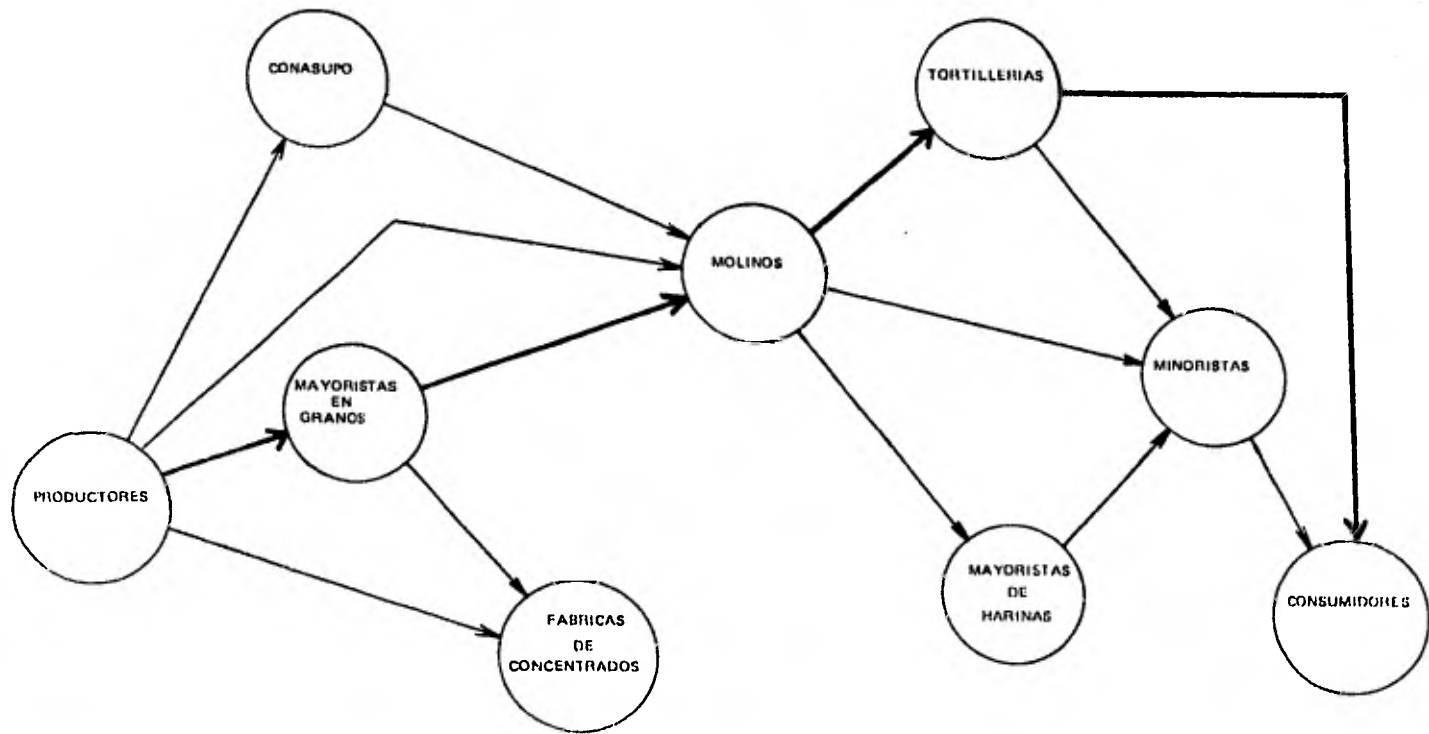 CONASUPO
TORTILLERIAS
MOLINOS
MINORISTAS
MAYORISTAS
EN
GRANOS
PRODUCTORES
MAYORISTAS
DE
HARINAS
CONSUMIDORES
FABRICAS
DE
CONCENTRADOS